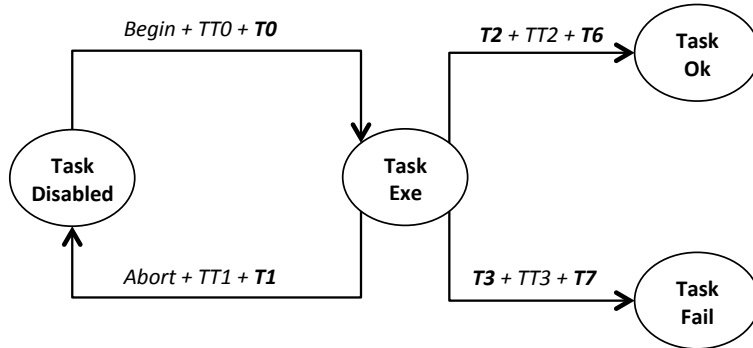 Begin + TT0 + T0
T2 + TT2 + T6
Task
Ok
Task
Disabled
Task
Exe
Abort + TT1 + T1
T3 + TT3 + T7
Task
Fail